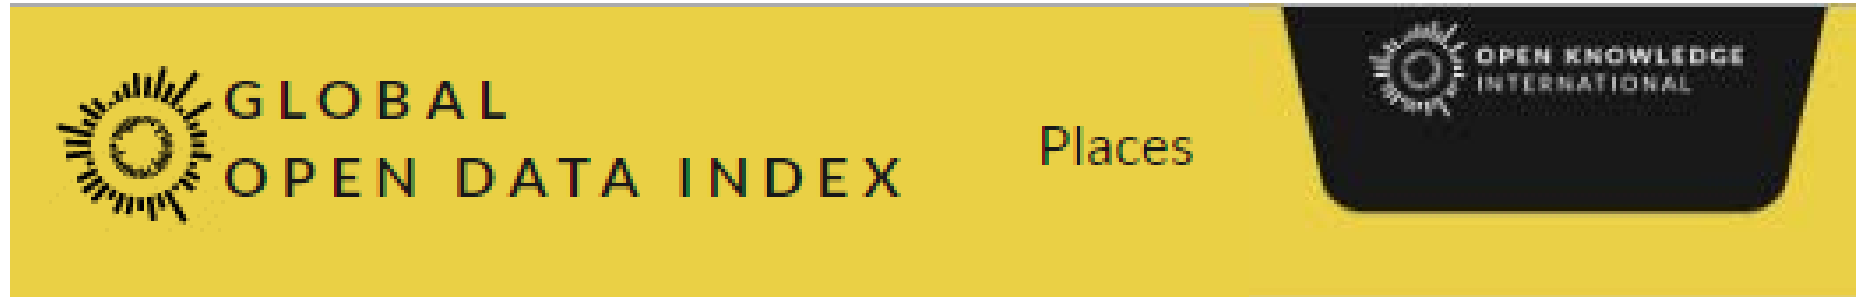 GLOBAL
OPEN DATA INDEX
Places
OPEN KNOWLEDGE
INTERNATIONAL